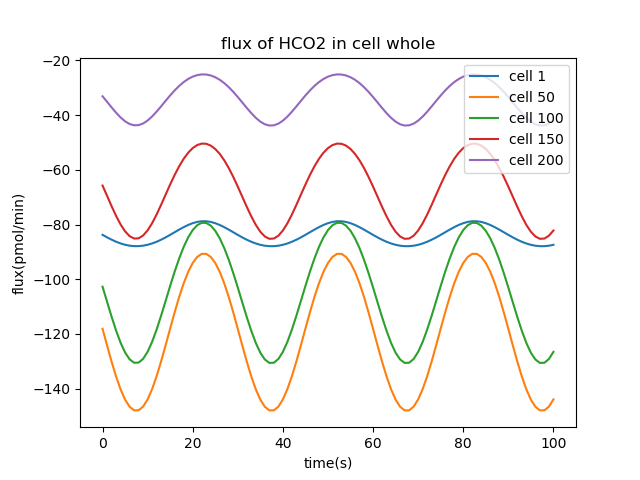 flux of HCO2 in cell whole
cell 1
cell 50
cell 100
cell 150
cell 200
flux(pmol/min)
−20
−40
−60
−80
−100
−120
−140
0 20 40 60 80 100
time(s)